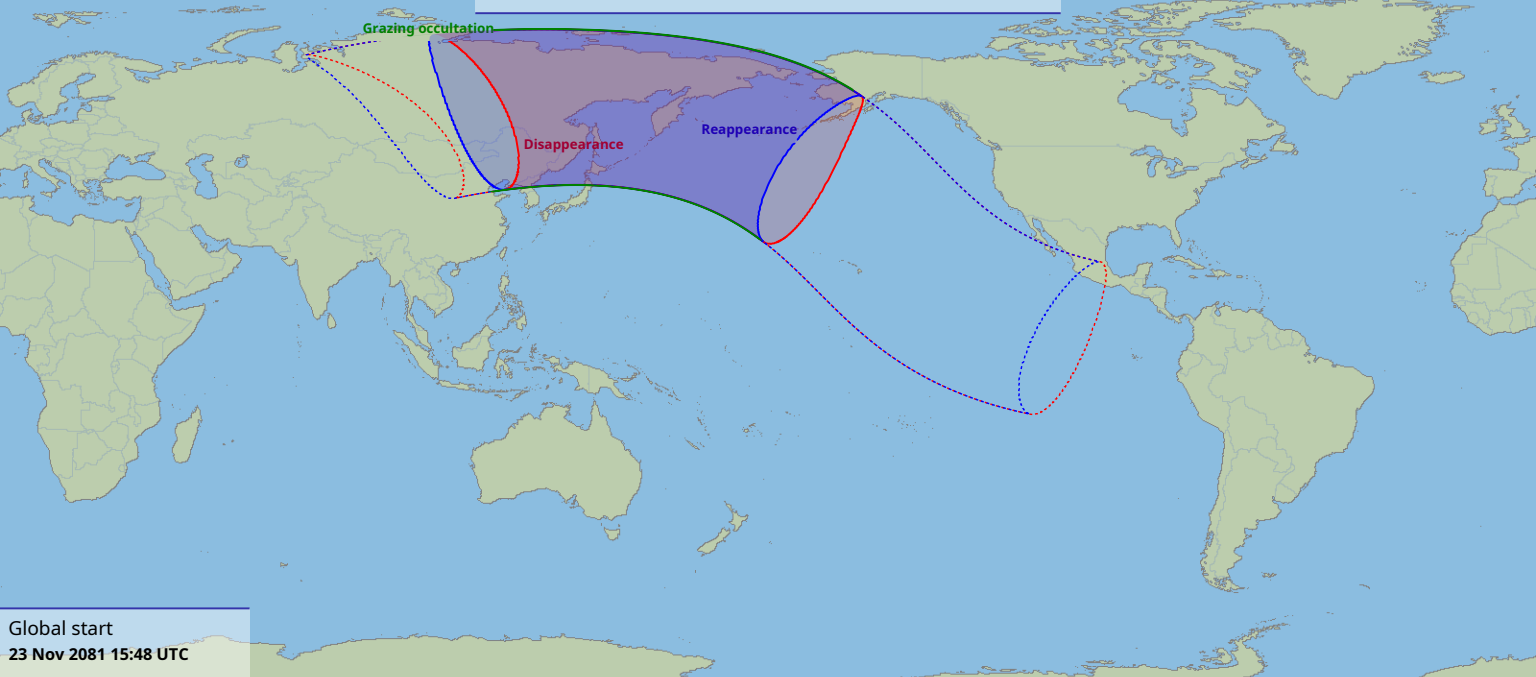 Grazing occultation
Reappearance
Disappearance
Global start
23 Nov 2081 15:48 UTC